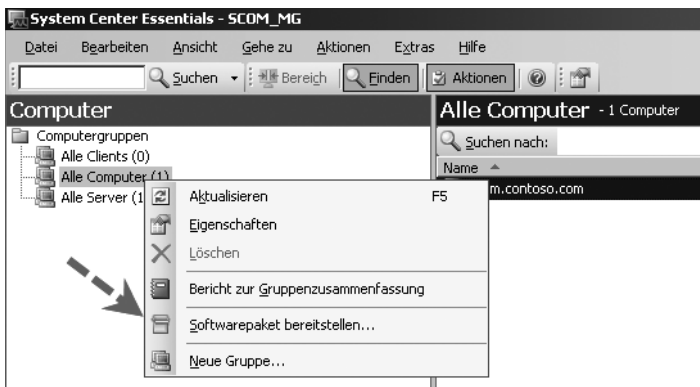 System Center Essentials - SCOM_MG
Datei Bearbeiten Ansicht Gehe zu Aktionen Extras Hilfe
Suchen Bereich Finden Aktionen
Computer
Alle Computer - 1 Computer
Computergruppen
Suchen nach:
Alle Clients (0)
Alle Computer (1)
Name
Alle Server (1
m.contoso.com
Aktualisieren F5
Eigenschaften
Löschen
Bericht zur Gruppenzusammenfassung
Softwarepaket bereitstellen...
Neue Gruppe...